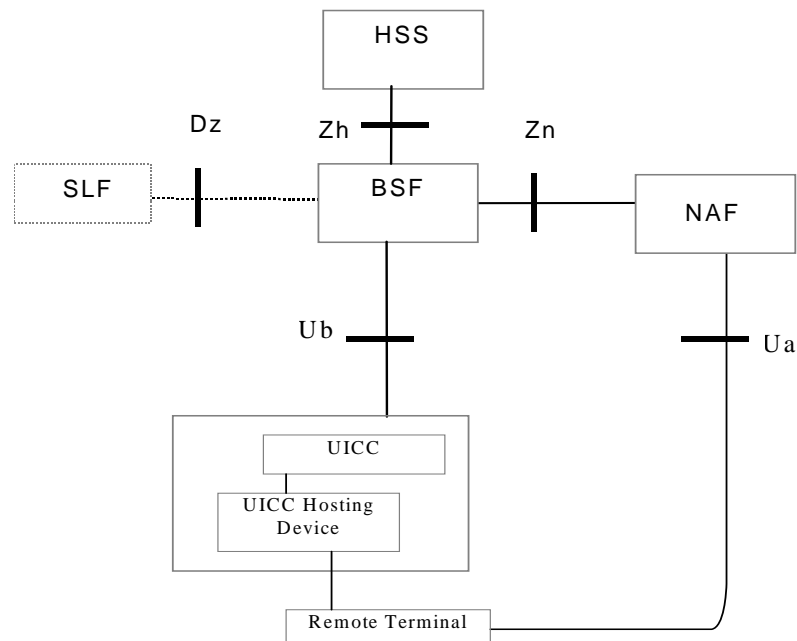 HSS
Dz
Zh
Zn
SLF
BSF
NAF
Ub
Ua
UICC
UICC Hosting
Device
Remote Terminal